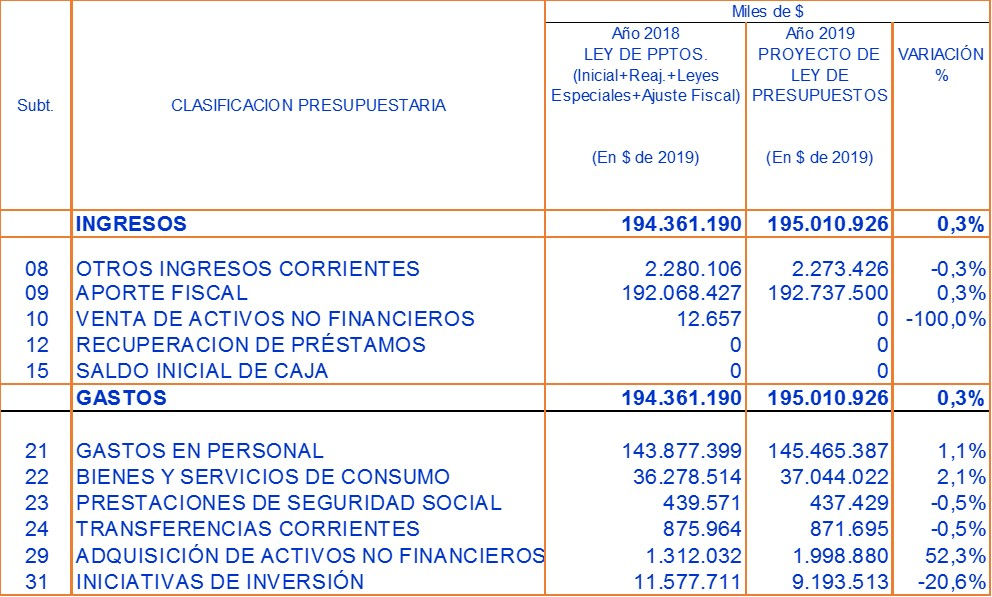 Miles de $
Subt. CLASIFICACION PRESUPUESTARIA
Año 2018
LEY DE PPTOS.
(Inicial+Reaj.+Leyes
Especiales+Ajuste Fiscal)
(En $ de 2019)
Año 2019
PROYECTO DE
LEY DE
PRESUPUESTOS
(En $ de 2019)
VARIACIÓN
%
INGRESOS 194.361.190 195.010.926 0,3%
08 OTROS INGRESOS CORRIENTES 2.280.106 2.273.426 -0,3%
09 APORTE FISCAL 192.068.427 192.737.500 0,3%
10 VENTA DE ACTIVOS NO FINANCIEROS 12.657 0 -100,0%
12 RECUPERACION DE PRÉSTAMOS 0 0
15 SALDO INICIAL DE CAJA 0 0
GASTOS 194.361.190 195.010.926 0,3%
21 GASTOS EN PERSONAL 143.877.399 145.465.387 1,1%
22 BIENES Y SERVICIOS DE CONSUMO 36.278.514 37.044.022 2,1%
23 PRESTACIONES DE SEGURIDAD SOCIAL 439.571 437.429 -0,5%
24 TRANSFERENCIAS CORRIENTES 875.964 871.695 -0,5%
29 ADQUISICIÓN DE ACTIVOS NO FINANCIEROS 1.312.032 1.998.880 52,3%
31 INICIATIVAS DE INVERSIÓN 11.577.711 9.193.513 -20,6%